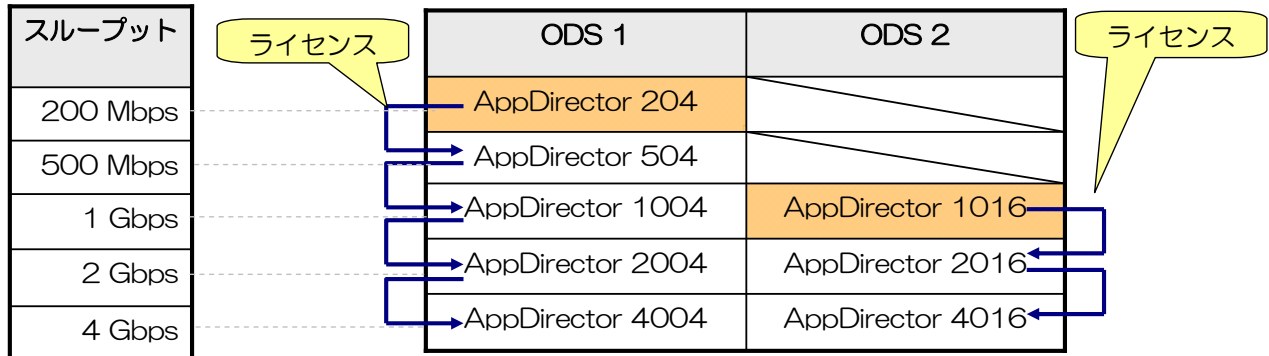 スループット
ライセンス
ODS 1
ODS 2
ライセンス
200 Mbps
AppDirector 204
500 Mbps
AppDirector 504
1 Gbps
AppDirector 1004
AppDirector 1016
2 Gbps
AppDirector 2004
AppDirector 2016
4 Gbps
AppDirector 4004
AppDirector 4016